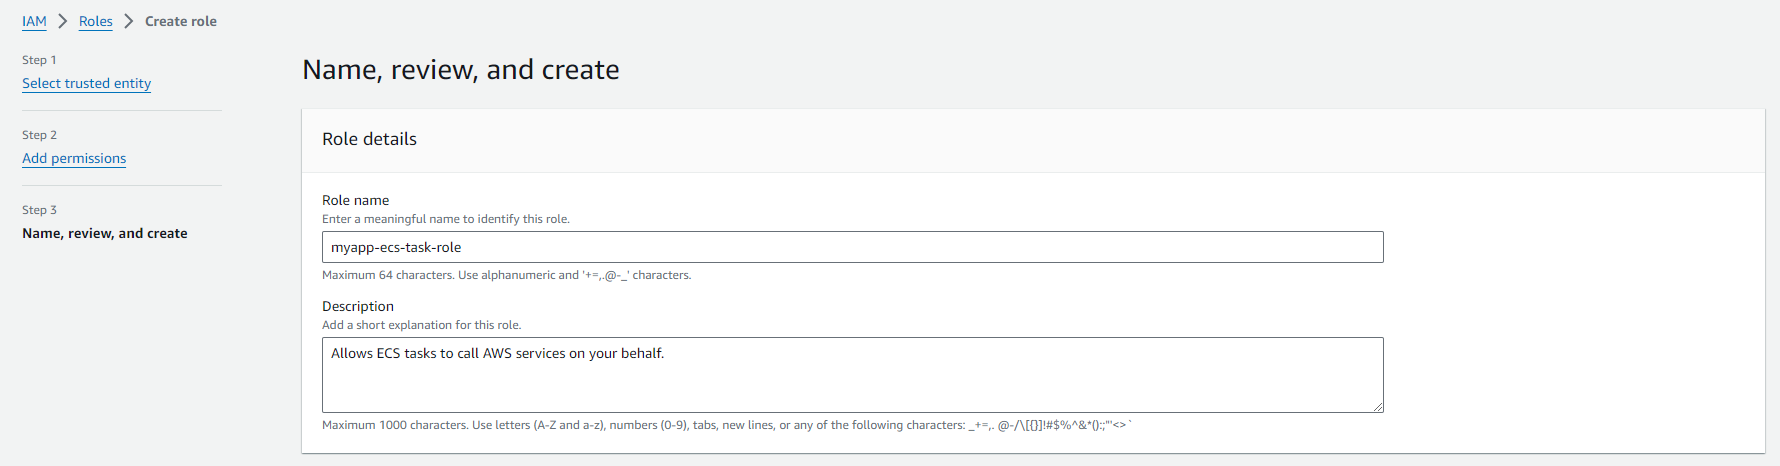 IAM > Roles > Create role
Step 1
Select trusted entity
Step 2
Add permissions
Step 3
Name, review, and create
Name, review, and create
Role details
Role name
Enter a meaningful name to identify this role.
myapp-ecs-task-role
Maximum 64 characters. Use alphanumeric and '+=,.@-_' characters.
Description
Add a short explanation for this role.
Allows ECS tasks to call AWS services on your behalf.
Maximum 1000 characters. Use letters (A-Z and a-z), numbers (0-9), tabs, new lines, or any of the following characters: _+=,. @-/\[{}]!#$%^&*();:"'<>`